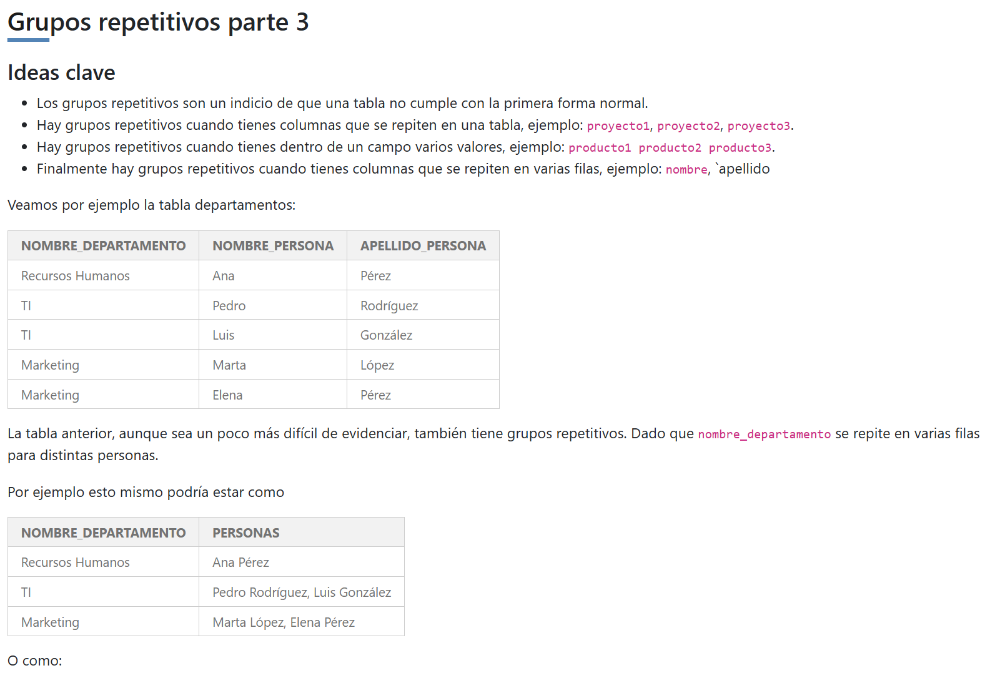 Grupos repetitivos parte 3
Ideas clave
• Los grupos repetitivos son un indicio de que una tabla no cumple con la primera forma normal.
• Hay grupos repetitivos cuando tienes columnas que se repiten en una tabla, ejemplo: proyecto1, proyecto2, proyecto3.
• Hay grupos repetitivos cuando tienes dentro de un campo varios valores, ejemplo: producto1 producto2 producto3.
• Finalmente hay grupos repetitivos cuando tienes columnas que se repiten en varias filas, ejemplo: nombre, `apellido
Veamos por ejemplo la tabla departamentos:
NOMBRE_DEPARTAMENTO NOMBRE_PERSONA APELLIDO_PERSONA
Recursos Humanos Ana Pérez
TI Pedro Rodríguez
TI Luis González
Marketing Marta López
Marketing Elena Pérez
La tabla anterior, aunque sea un poco más difícil de evidenciar, también tiene grupos repetitivos. Dado que nombre_departamento se repite en varias filas
para distintas personas.
Por ejemplo esto mismo podría estar como
NOMBRE_DEPARTAMENTO PERSONAS
Recursos Humanos Ana Pérez
TI Pedro Rodríguez, Luis González
Marketing Marta López, Elena Pérez
O como: